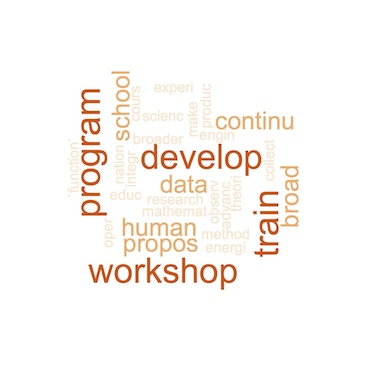 experi
school
cours
scienc
make
produc
program
continu
engin
broader
'function'
nation
integr
develop
collect
data
educ
research
observ
advanc
theori
broad
mathemat
train
oper
human
method
propos
energi
workshop